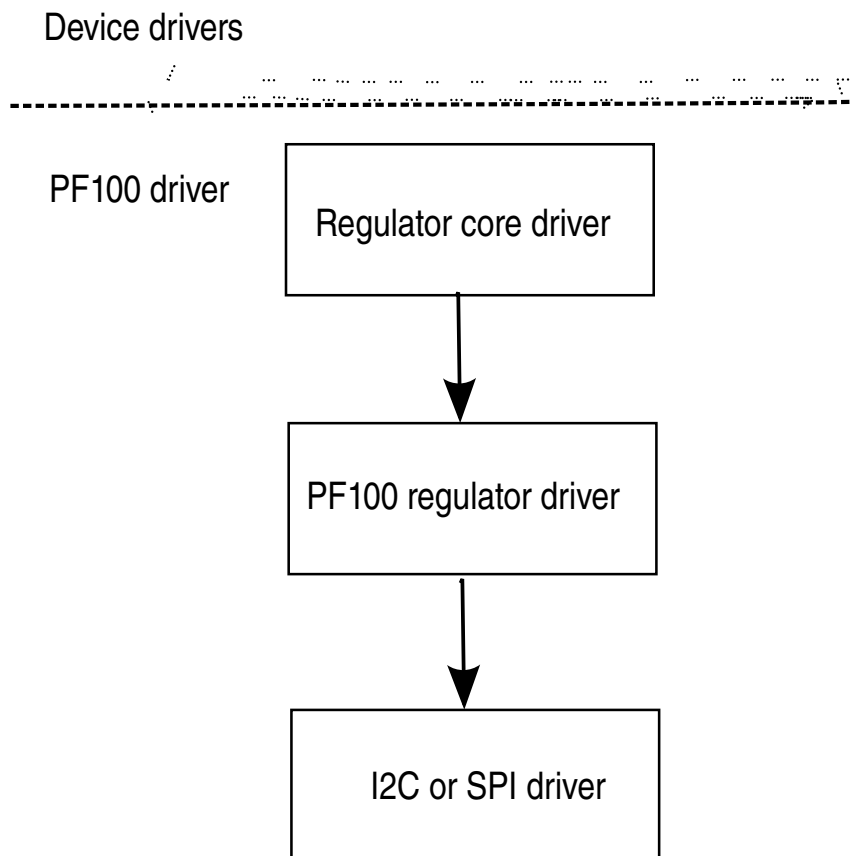 Device drivers
PF100 driver
Regulator core driver
PF100 regulator driver
I2C or SPI driver